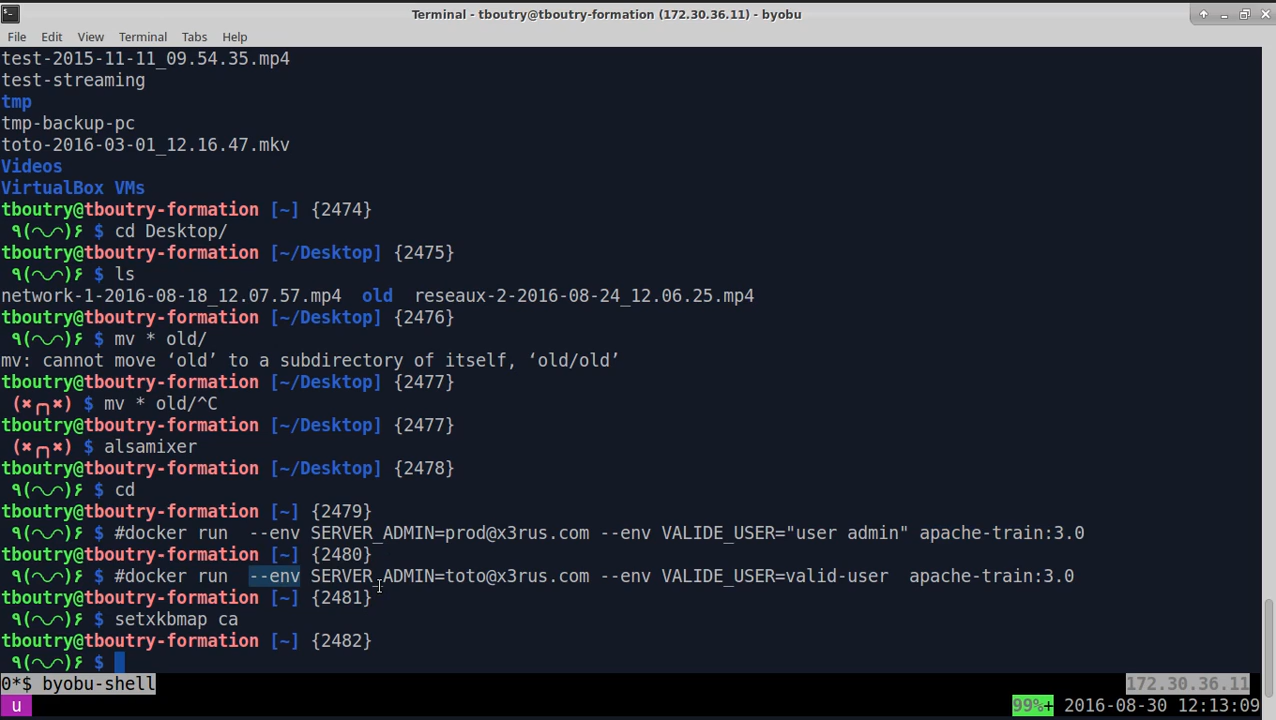 Terminal - tboutry@tboutry-formation (172.30.36.11) - byobu
File Edit View Terminal Tabs Help
test-2015-11-11_09.54.35.mp4
test-streaming
tmp
tmp-backup-pc
toto-2016-03-01_12.16.47.mkv
Videos
VirtualBox VMs
tboutry@tboutry-formation [~] {2474}
٩(◠◡◠)۶ $ cd Desktop/
tboutry@tboutry-formation [~/Desktop] {2475}
٩(◠◡◠)۶ $ ls
network-1-2016-08-18_12.07.57.mp4  old  reseaux-2-2016-08-24_12.06.25.mp4
tboutry@tboutry-formation [~/Desktop] {2476}
٩(◠◡◠)۶ $ mv * old/
mv: cannot move ‘old’ to a subdirectory of itself, ‘old/old’
tboutry@tboutry-formation [~/Desktop] {2477}
(✖╭╮✖) $ mv * old/^C
tboutry@tboutry-formation [~/Desktop] {2477}
(✖╭╮✖) $ alsamixer
tboutry@tboutry-formation [~/Desktop] {2478}
٩(◠◡◠)۶ $ cd
tboutry@tboutry-formation [~] {2479}
٩(◠◡◠)۶ $ #docker run  --env SERVER_ADMIN=prod@x3rus.com --env VALIDE_USER="user admin" apache-train:3.0
tboutry@tboutry-formation [~] {2480}
٩(◠◡◠)۶ $ #docker run  --env SERVER_ADMIN=toto@x3rus.com --env VALIDE_USER=valid-user  apache-train:3.0
tboutry@tboutry-formation [~] {2481}
٩(◠◡◠)۶ $ setxkbmap ca
tboutry@tboutry-formation [~] {2482}
٩(◠◡◠)۶ $
0*$ byobu-shell 172.30.36.11
u 99%+ 2016-08-30 12:13:09